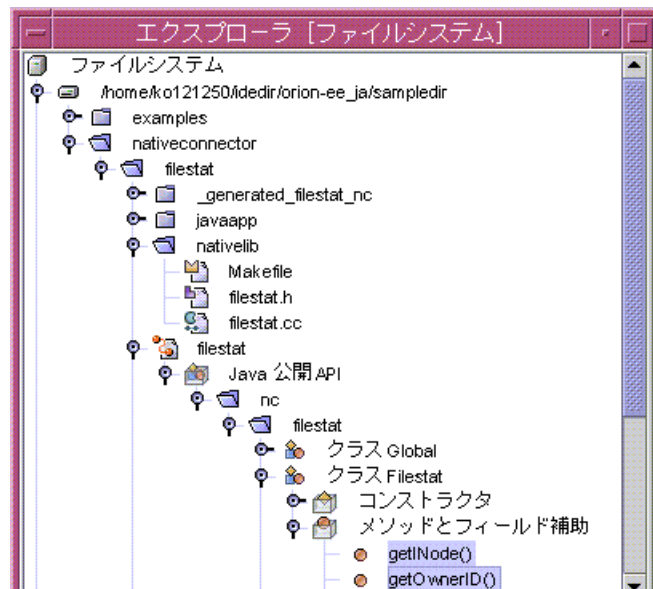 エクスプローラ [ファイルシステム]
ファイルシステム
/home/ko121250/idedir/orion-ee_ja/sampledir
examples
nativeconnector
filestat
_generated_filestat_nc
javaapp
nativelib
Makefile
filestat.h
filestat.cc
filestat
Java 公開 API
nc
filestat
クラス Global
クラス Filestat
コンストラクタ
メソッドとフィールド補助
getINode()
getOwnerID()